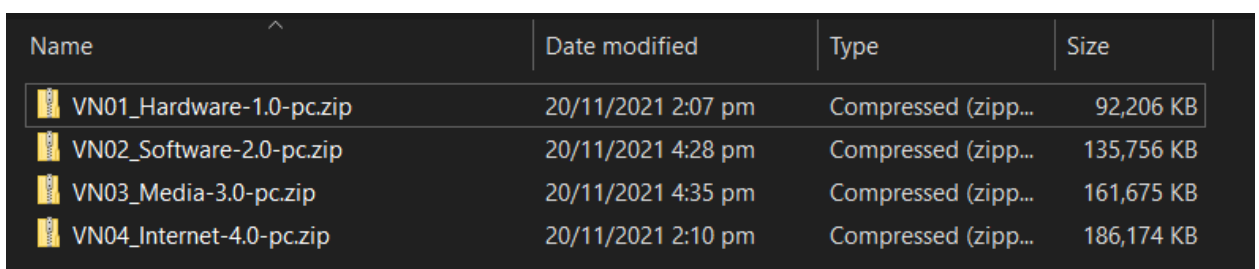 Name Date modified Type Size
VN01_Hardware-1.0-pc.zip 20/11/2021 2:07 pm Compressed (zipp... 92,206 KB
VN02_Software-2.0-pc.zip 20/11/2021 4:28 pm Compressed (zipp... 135,756 KB
VN03_Media-3.0-pc.zip 20/11/2021 4:35 pm Compressed (zipp... 161,675 KB
VN04_Internet-4.0-pc.zip 20/11/2021 2:10 pm Compressed (zipp... 186,174 KB